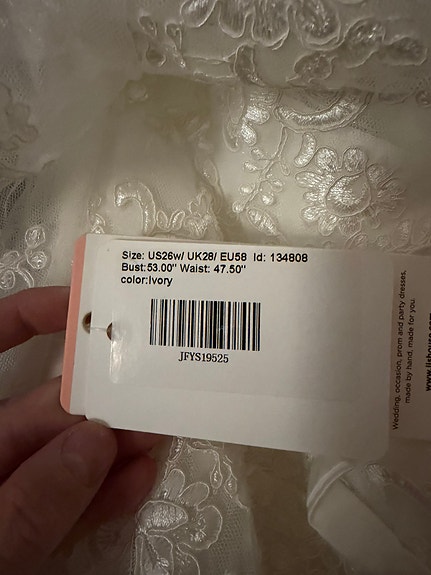 Size: US26w/ UK28/ EU58 Id: 134808
Bust:53.00" Waist: 47.50"
color:Ivory
JFYS19525
Wedding, occasion, prom and party dresses,
made by hand, made for you.